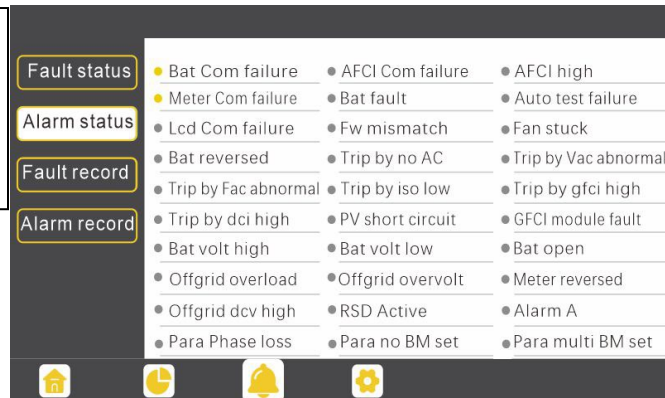 Fault status
Alarm status
Fault record
Alarm record
Bat Com failure AFCI Com failure AFCI high
Meter Com failure Bat fault Auto test failure
Lcd Com failure Fw mismatch Fan stuck
Bat reversed Trip by no AC Trip by Vac abnormal
Trip by Fac abnormal Trip by iso low Trip by gfci high
Trip by dci high PV short circuit GFCI module fault
Bat volt high Bat volt low Bat open
Offgrid overload Offgrid overvolt Meter reversed
Offgrid dcv high RSD Active Alarm A
Para Phase loss Para no BM set Para multi BM set